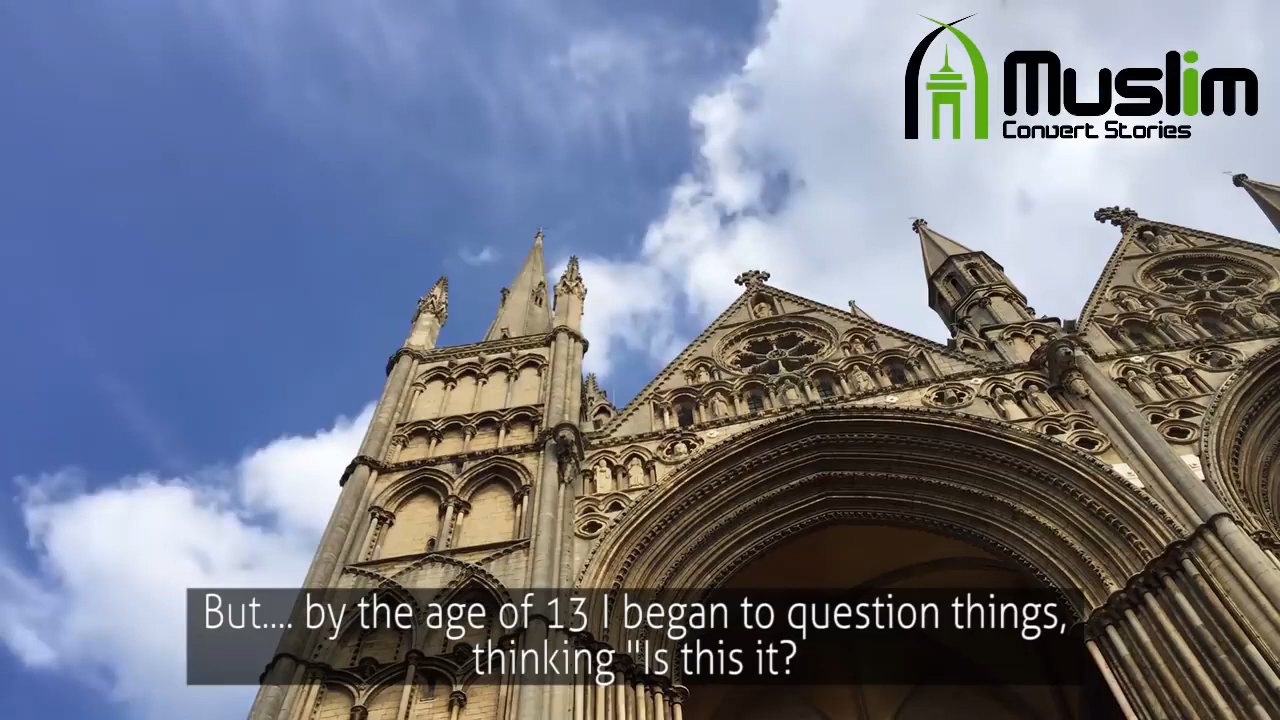 Muslim
Convert Stories
But.... by the age of 13 I began to question things,
thinking "Is this it?